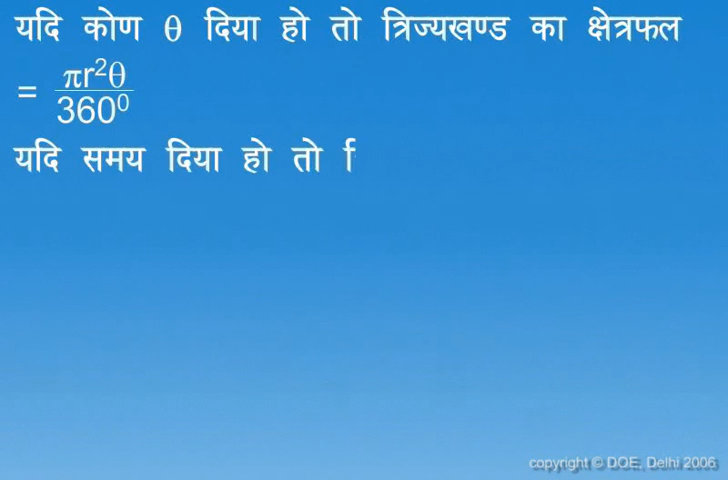 यदि कोण θ दिया हो तो त्रिज्यखण्ड का क्षेत्रफल
= πr²θ / 360⁰
यदि समय दिया हो तो
copyright © DOE, Delhi 2006